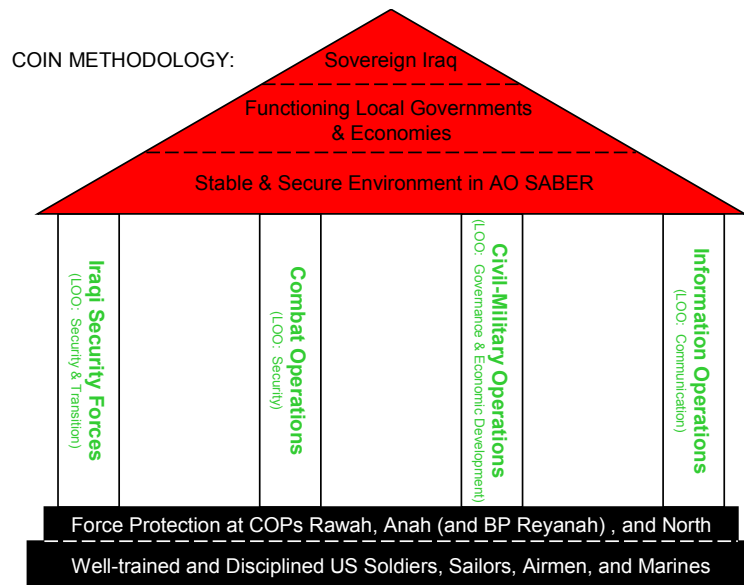 COIN METHODOLOGY:
Sovereign Iraq
Functioning Local Governments
& Economies
Stable & Secure Environment in AO SABER
Iraqi Security Forces
(LOO: Security & Transition)
Combat Operations
(LOO: Security)
Civil-Military Operations
(LOO: Governance & Economic Development)
Information Operations
(LOO: Communication)
Force Protection at COPs Rawah, Anah (and BP Reyanah) , and North
Well-trained and Disciplined US Soldiers, Sailors, Airmen, and Marines